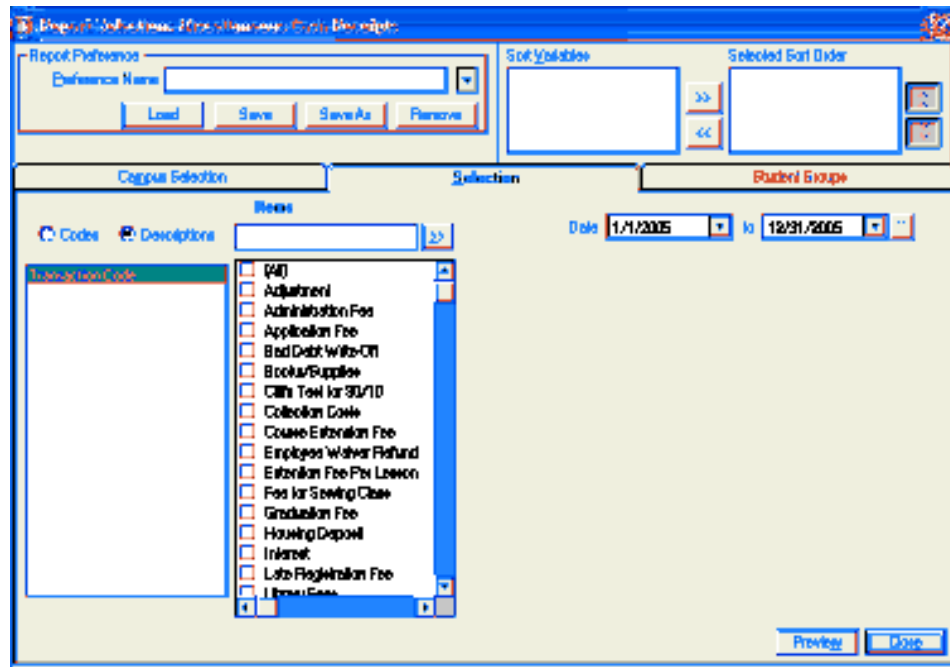 Report Preference
Preference Name
Load Save Save As Remove
Sort Variables Selected Sort Order
>> <<
Campus Selection Selection Student Groups
Items
Codes Descriptions >>
Date 1/1/2005 to 12/31/2005
Transaction Code
(All)
Adjustment
Administration Fee
Application Fee
Bad Debt Write-Off
Books/Supplies
Collection Costs
Course Extension Fee
Employee Waiver Refund
Extention Fee Per Lesson
Fee for Sewing Class
Graduation Fee
Housing Deposit
Interest
Late Registration Fee
Library Fees
Preview Close